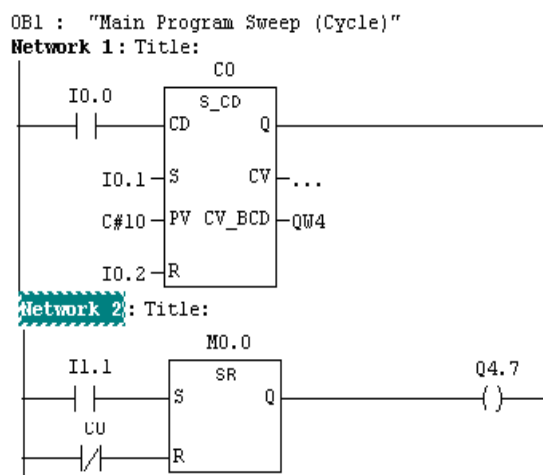 OB1 : "Main Program Sweep (Cycle)"
Network 1: Title:
C0
I0.0
S_CD
CD Q
I0.1 S CV ...
C#10 PV CV_BCD QW4
I0.2 R
Network 2: Title:
M0.0
I1.1 SR Q4.7
S Q
C0
R